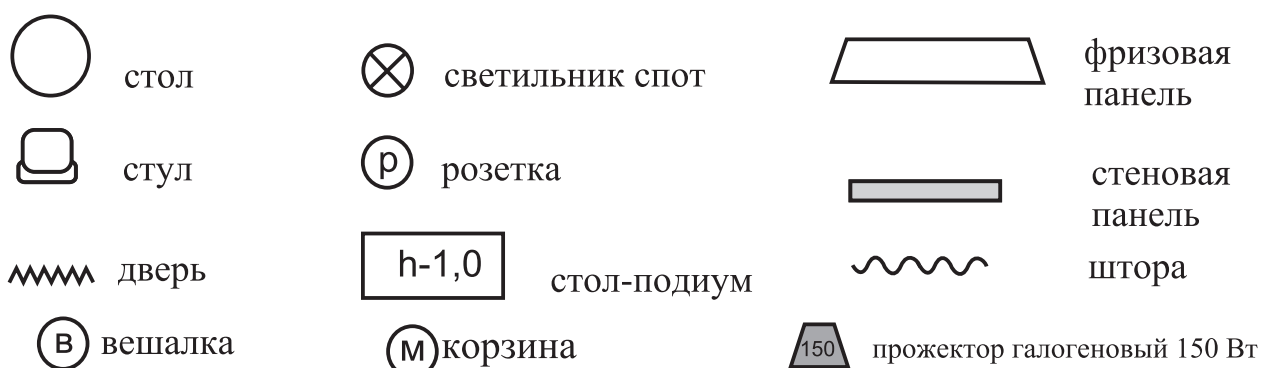 стол
светильник спот
фризовая
панель
стул
р
розетка
стеновая
панель
дверь
h-1,0
стол-подиум
штора
в вешалка
м корзина
150
прожектор галогеновый 150 Вт